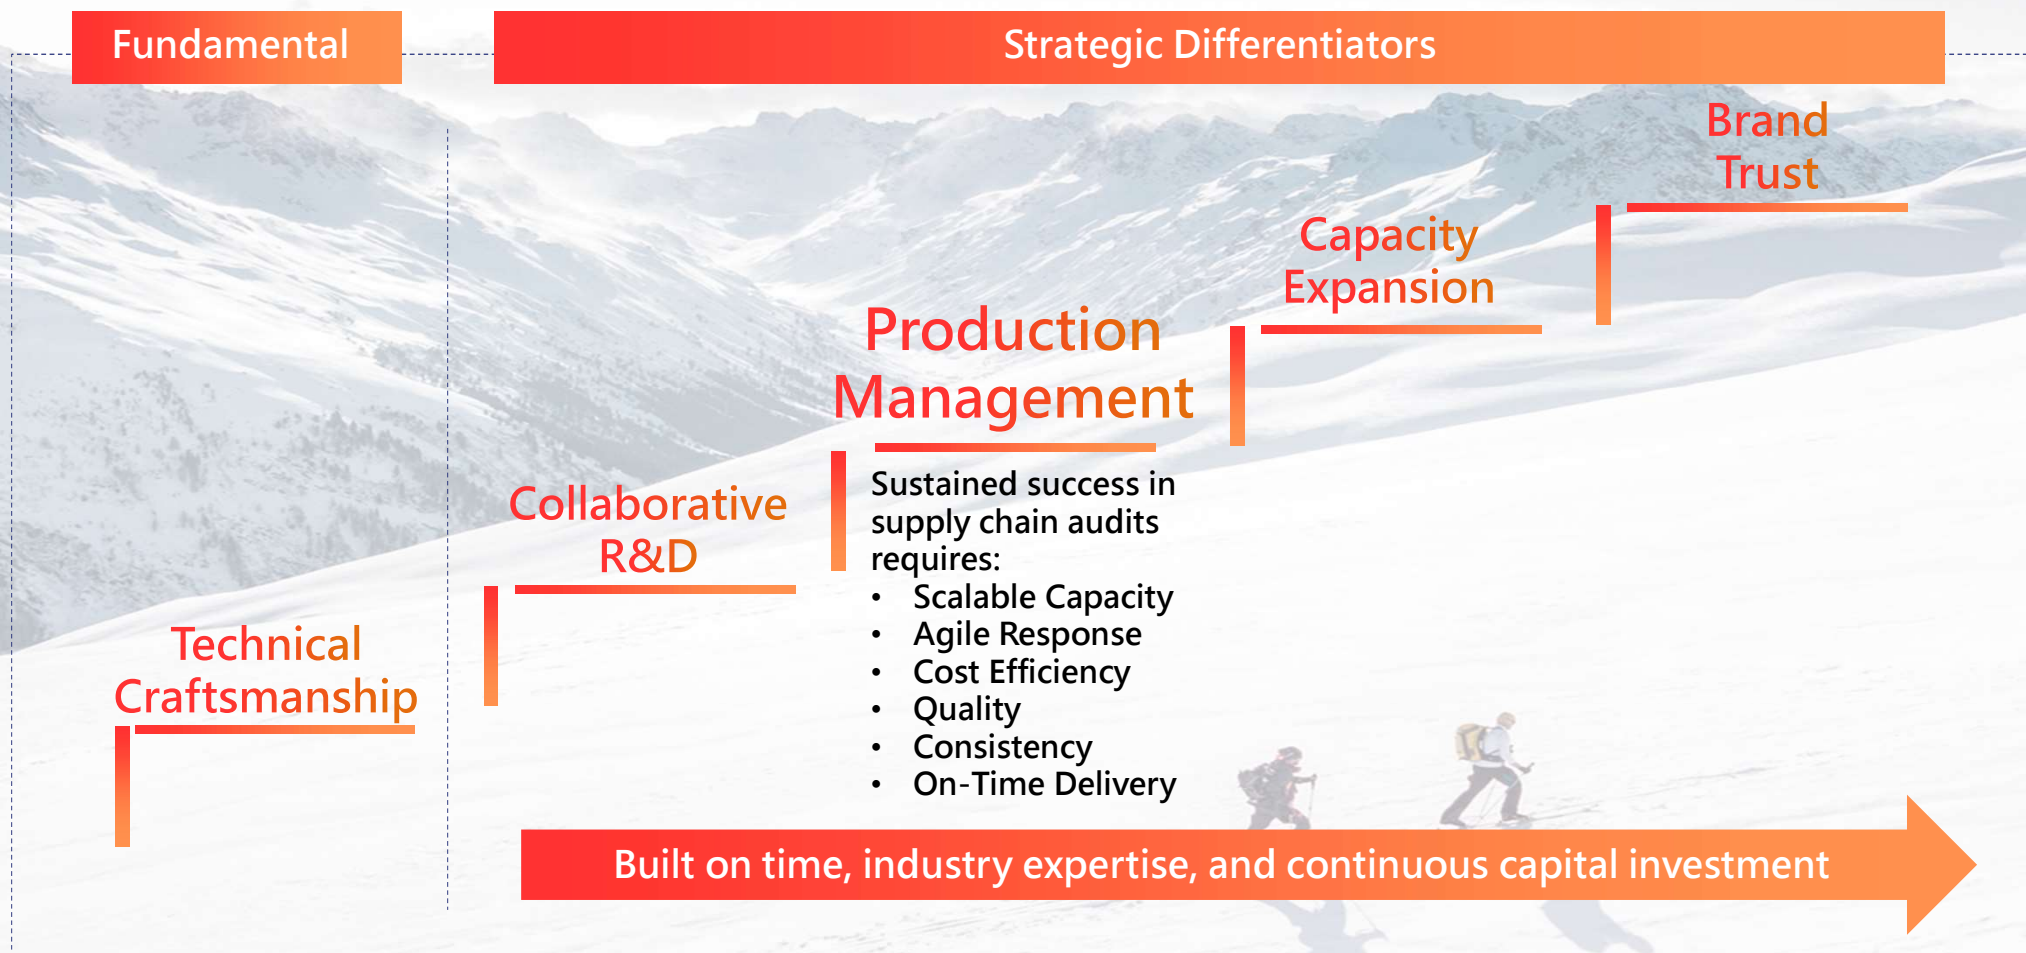 Fundamental
Strategic Differentiators
Brand
Trust
Capacity
Expansion
Production
Management
Sustained success in
supply chain audits
requires:
• Scalable Capacity
• Agile Response
• Cost Efficiency
• Quality
• Consistency
• On-Time Delivery
Collaborative
R&D
Technical
Craftsmanship
Built on time, industry expertise, and continuous capital investment